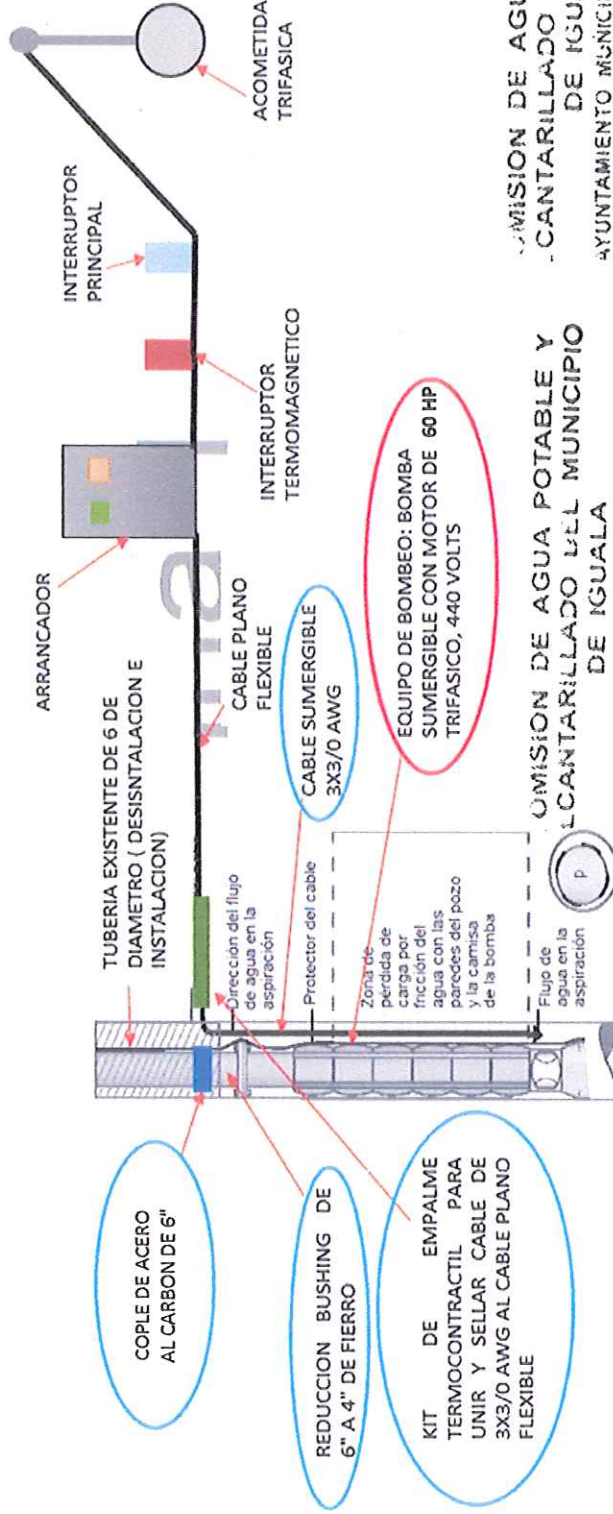 ACOMETIDA
TRIFASICA
INTERRUPTOR
PRINCIPAL
INTERRUPTOR
TERMOMAGNETICO
ARRANCADOR
CABLE PLANO
FLEXIBLE
TUBERIA EXISTENTE DE 6 DE
DIAMETRO ( DESISNTALACION E
INSTALACION)
CABLE SUMERGIBLE
3X3/0 AWG
EQUIPO DE BOMBEO: BOMBA
SUMERGIBLE CON MOTOR DE 60 HP
TRIFASICO, 440 VOLTS
Dirección del flujo
de agua en la
aspiración
Protector del cable
Zona de
pérdida de
carga por
fricción del
agua con las
paredes del pozo
y la camisa
de la bomba
Flujo de
agua en la
aspiración
COPLE DE ACERO
AL CARBON DE 6"
REDUCCION BUSHING DE
6" A 4" DE FIERRO
KIT DE EMPALME
TERMOCONTRACTIL PARA
UNIR Y SELLAR CABLE DE
3X3/0 AWG AL CABLE PLANO
FLEXIBLE
OMISION DE AGUA POTABLE Y
LCANTARILLADO DEL MUNICIPIO
DE IGUALA
P
MISION DE AGU
CANTARILLADO
DE IGU
AYUNTAMIENTO MUNICI